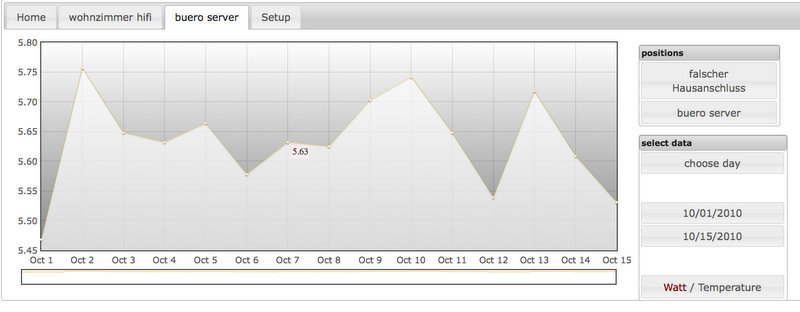 Home wohnzimmer hifi buero server Setup
5.80
5.75
5.70
5.65
5.60
5.55
5.50
5.45
5.63
Oct 1 Oct 2 Oct 3 Oct 4 Oct 5 Oct 6 Oct 7 Oct 8 Oct 9 Oct 10 Oct 11 Oct 12 Oct 13 Oct 14 Oct 15
positions
falscher
Hausanschluss
buero server
select data
choose day
10/01/2010
10/15/2010
Watt / Temperature